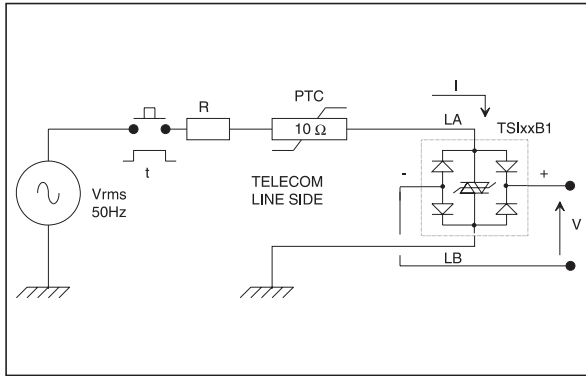 I
PTC
R
LA
TSIxxB1
10 Ω
-
+
t
Vrms
50Hz
TELECOM
LINE SIDE
V
LB